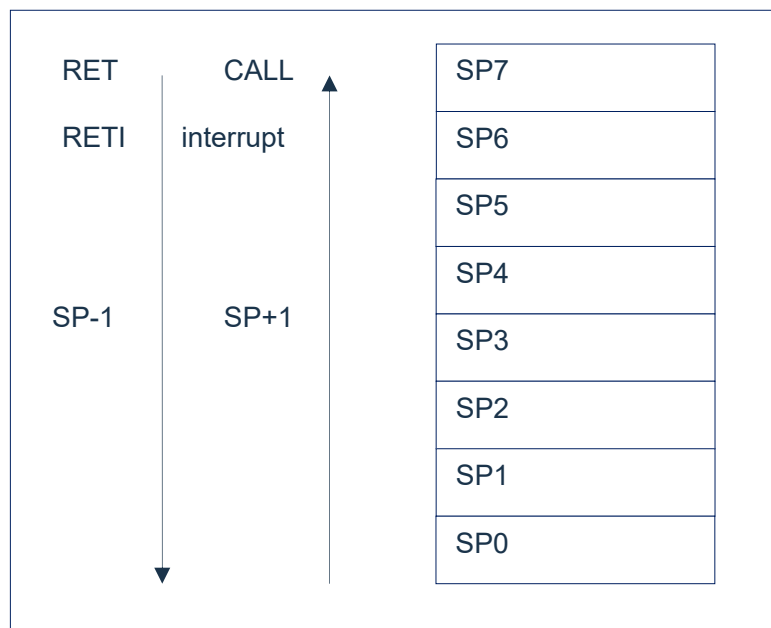 RET CALL SP7
RETI interrupt SP6
SP5
SP4
SP-1 SP+1
SP3
SP2
SP1
SP0